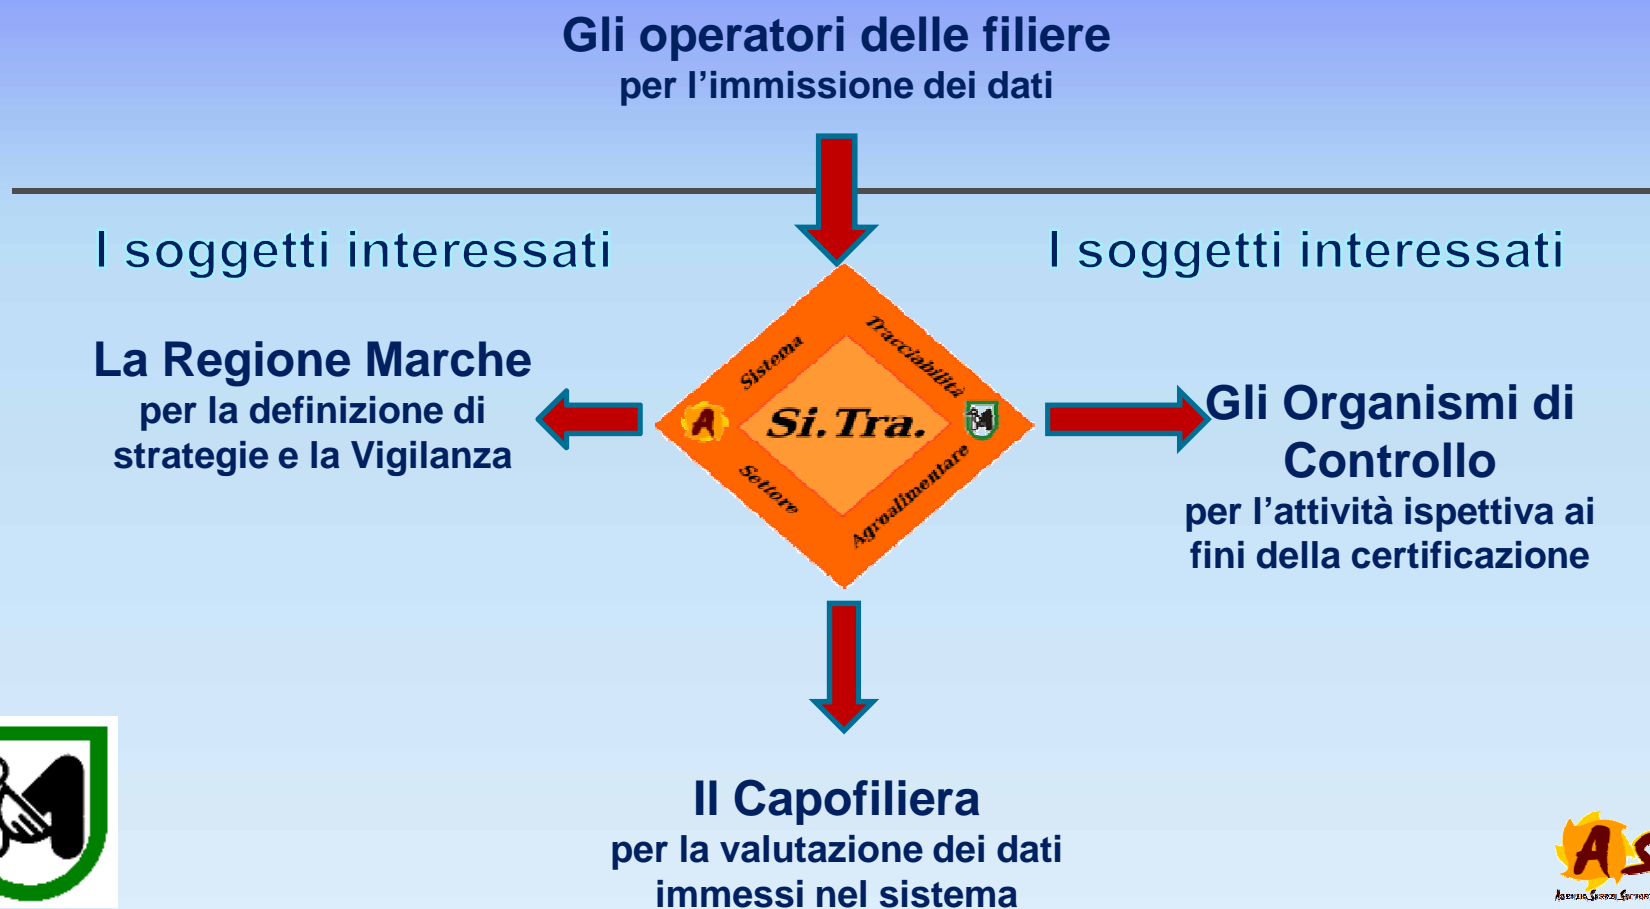 Gli operatori delle filiere
per l’immissione dei dati
I soggetti interessati
I soggetti interessati
La Regione Marche
per la definizione di
strategie e la Vigilanza
Sistema
Tracciabilità
Si.Tra.
Settore
Agroalimentare
Gli Organismi di
Controllo
per l’attività ispettiva ai
fini della certificazione
Il Capofiliera
per la valutazione dei dati
immessi nel sistema